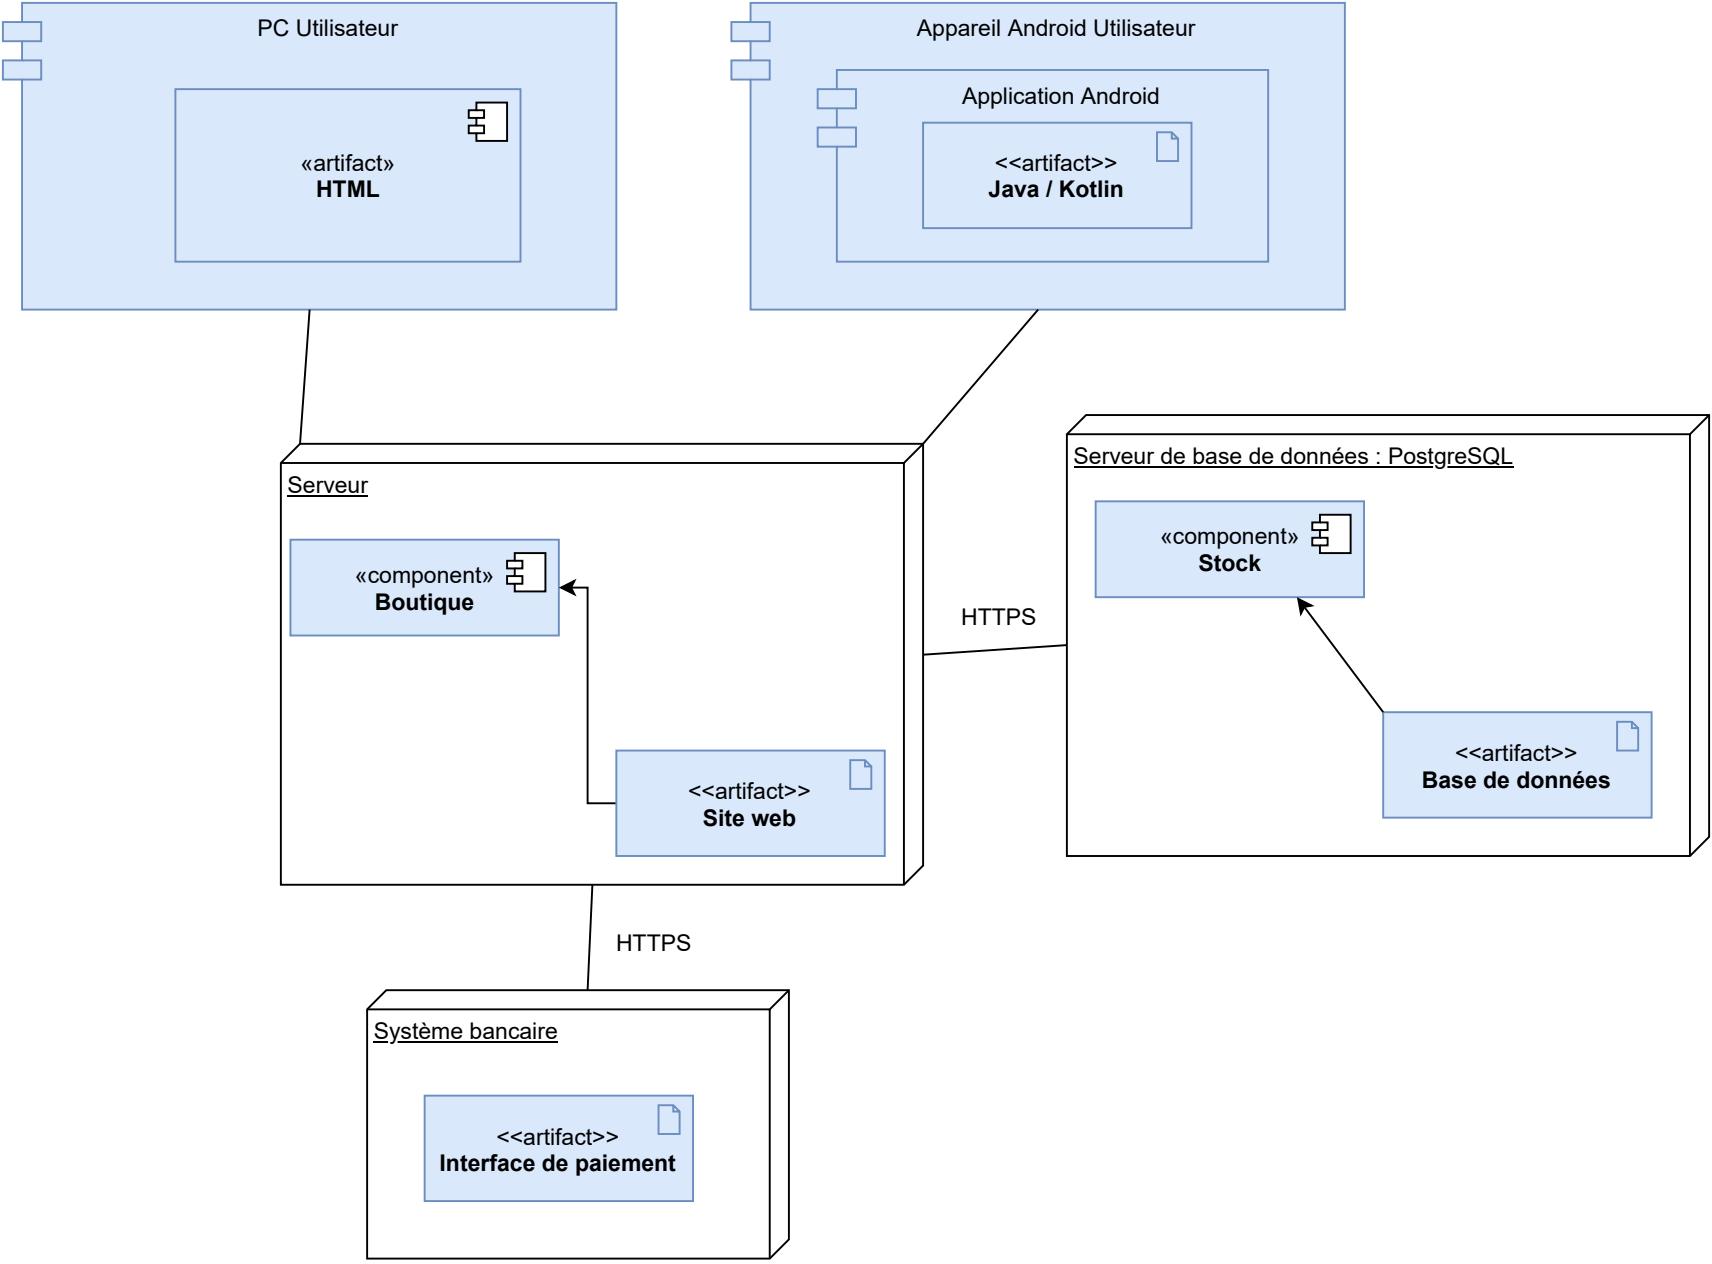 PC Utilisateur
«artifact»
HTML
Appareil Android Utilisateur
Application Android
<<artifact>>
Java / Kotlin
Serveur
«component»
Boutique
<<artifact>>
Site web
HTTPS
Serveur de base de données : PostgreSQL
«component»
Stock
<<artifact>>
Base de données
HTTPS
Système bancaire
<<artifact>>
Interface de paiement